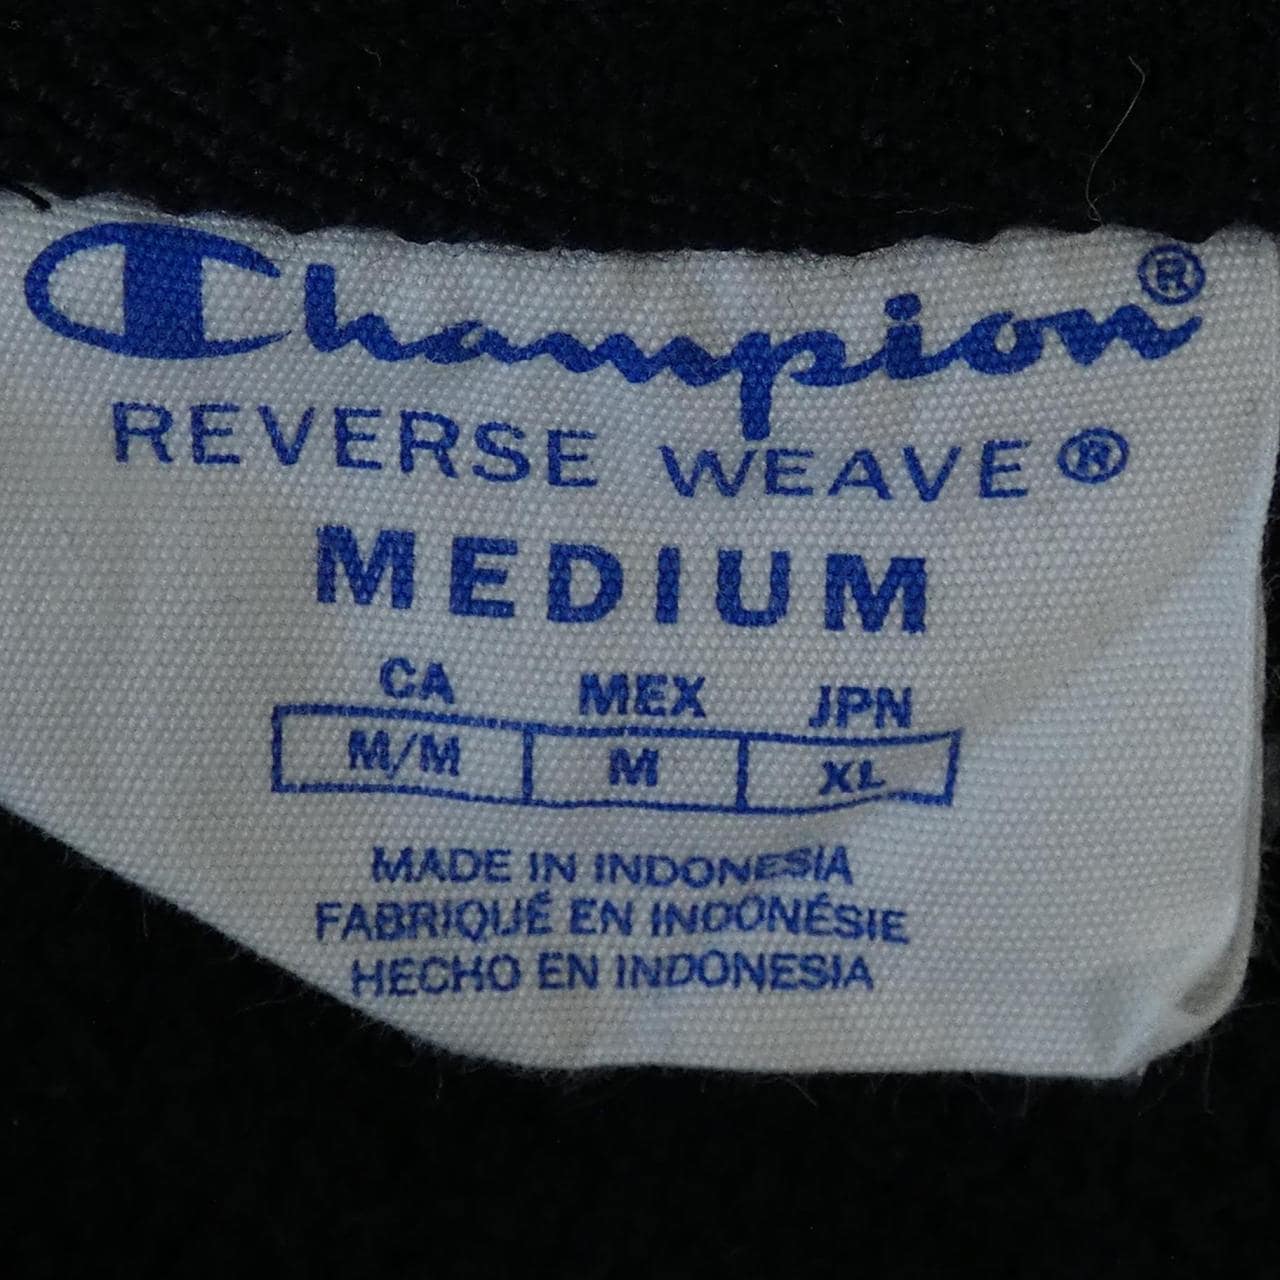 Champion®
REVERSE WEAVE®
MEDIUM
CA MEX JPN
M/M M XL
MADE IN INDONESIA
FABRIQUÉ EN INDONÉSIE
HECHO EN INDONESIA